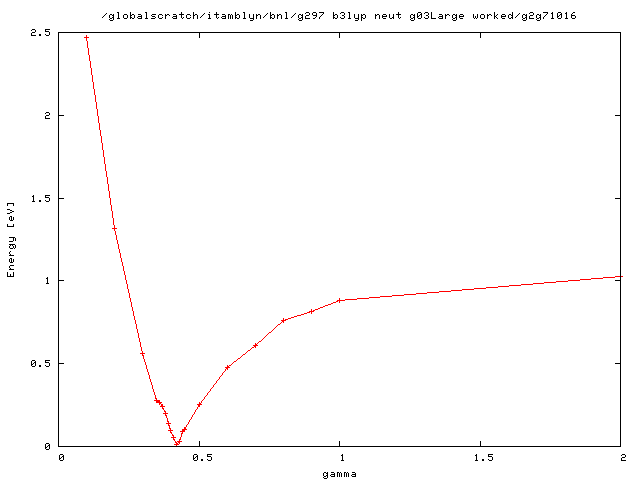 /globalscratch/itamblyn/bnl/g297 b3lyp neut g03Large worked/g2g71016
2.5
2
1.5
1
0.5
0
Energy [eV]
0 0.5 1 1.5 2
gamma